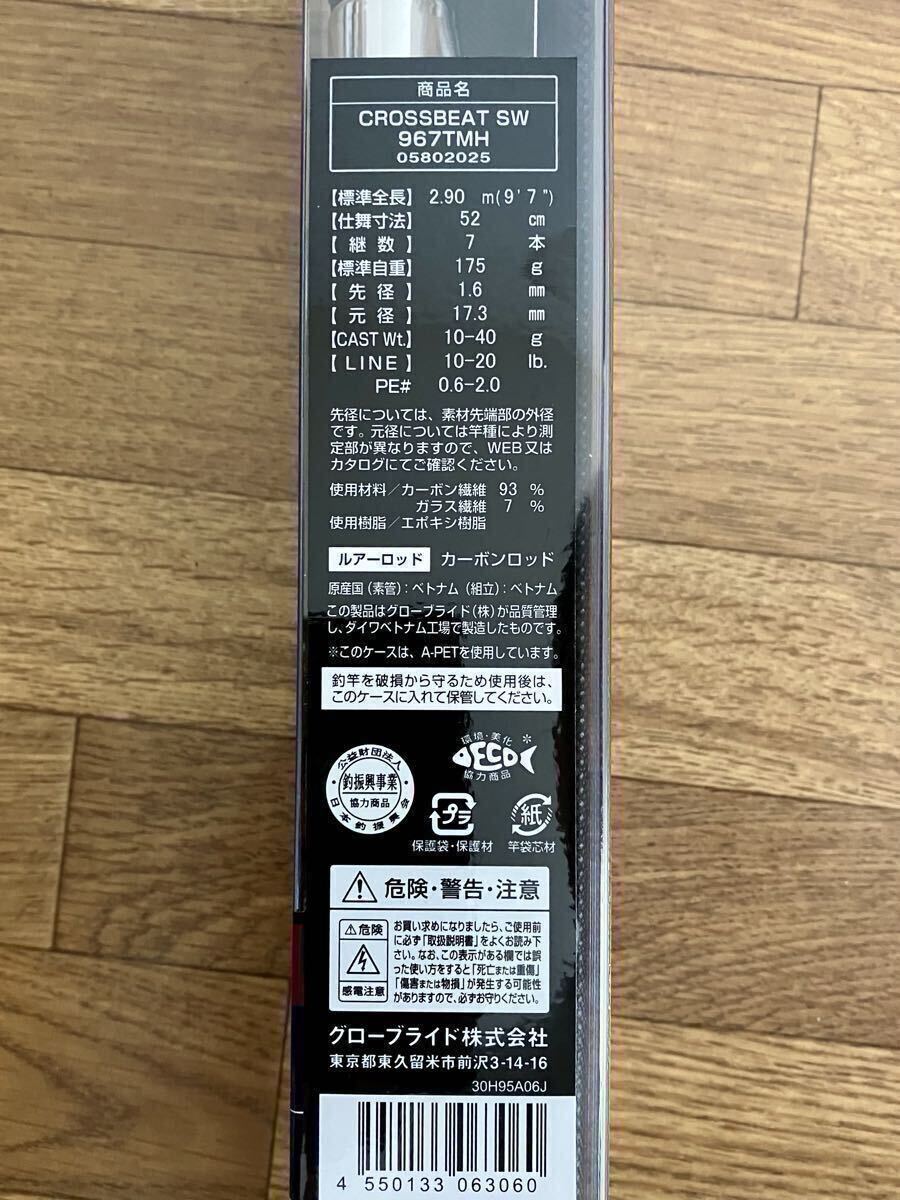 商品名
CROSSBEAT SW
967TMH
05802025
【標準全長】 2.90 m(9'7")
【仕舞寸法】 52 cm
【継数】 7 本
【標準自重】 175 g
【先径】 1.6 mm
【元径】 17.3 mm
【CAST Wt.】 10-40 g
【LINE】 10-20 lb.
PE# 0.6-2.0
先径については、素材先端部の外径
です。元径については竿種により測
定部が異なりますので、WEB又は
カタログにてご確認ください。
使用材料/カーボン繊維 93 %
ガラス繊維 7 %
使用樹脂/エポキシ樹脂
ルアーロッド カーボンロッド
原産国(素管):ベトナム(組立):ベトナム
この製品はグローブライド(株)が品質管理
し、ダイワベトナム工場で製造したものです。
※このケースは、A-PETを使用しています。
釣竿を破損から守るため使用後は、
このケースに入れて保管してください。
環境・美化
ECO
協力商品
公益財団法人
釣振興事業
協力商品
日本釣振興会
プラ
保護袋・保護材
紙
竿袋芯材
危険・警告・注意
危険
感電注意
お買い求めになりましたら、ご使用前
に必ず「取扱説明書」をよくお読み下
さい。なお、この表示がある欄では誤
った使い方をすると「死亡または重傷」
「傷害または物損」が発生する可能性
がありますので、必ずお守りください。
グローブライド株式会社
東京都東久留米市前沢3-14-16
30H95A06J
4 550133 063060